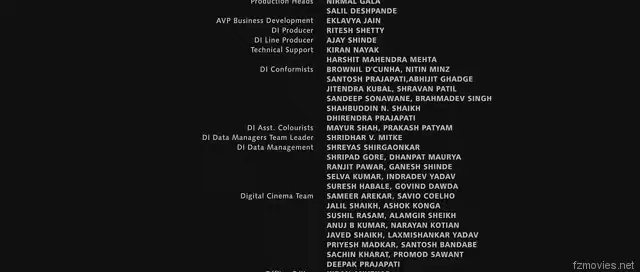 Production Heads NIRMAL GALA
SALIL DESHPANDE
AVP Business Development EKLAVYA JAIN
DI Producer RITESH SHETTY
DI Line Producer AJAY SHINDE
Technical Support KIRAN NAYAK
HARSHIT MAHENDRA MEHTA
DI Conformists BROWNIL D'CUNHA, NITIN MINZ
SANTOSH PRAJAPATI,ABHIJIT GHADGE
JITENDRA KUBAL, SHRAVAN PATIL
SANDEEP SONAWANE, BRAHMADEV SINGH
SHAHBUDDIN N. SHAIKH
DHIRENDRA PRAJAPATI
DI Asst. Colourists MAYUR SHAH, PRAKASH PATYAM
DI Data Managers Team Leader SHRIDHAR V. MITKE
DI Data Management SHREYAS SHIRGAONKAR
SHRIPAD GORE, DHANPAT MAURYA
RANJIT PAWAR, GANESH SHINDE
SELVA KUMAR, INDRADEV YADAV
SURESH HABALE, GOVIND DAWDA
Digital Cinema Team SAMEER AREKAR, SAVIO COELHO
JALIL SHAIKH, ASHOK KONGA
SUSHIL RASAM, ALAMGIR SHEIKH
ANUJ B KUMAR, NARAYAN KOTIAN
JAVED SHAIKH, LAXMISHANKAR YADAV
PRIYESH MADKAR, SANTOSH BANDABE
SACHIN KHARAT, PROMOD SAWANT
DEEPAK PRAJAPATI
fzmovies.net